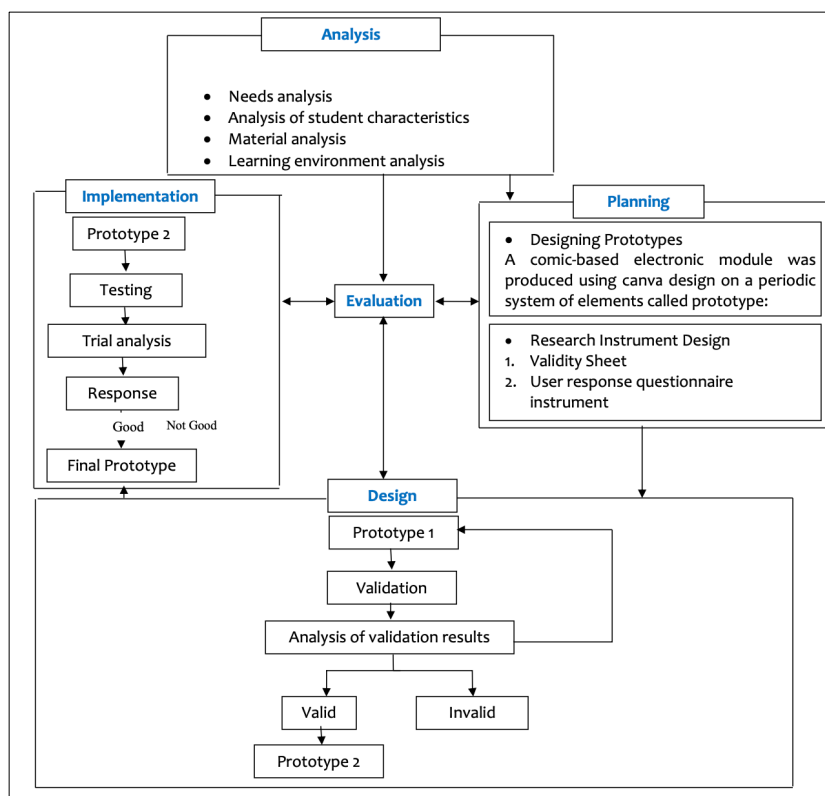 Analysis
• Needs analysis
• Analysis of student characteristics
• Material analysis
• Learning environment analysis
Implementation
Prototype 2
Testing
Trial analysis
Response
Good Not Good
Final Prototype
Evaluation
Planning
• Designing Prototypes
A comic-based electronic module was
produced using canva design on a periodic
system of elements called prototype:
• Research Instrument Design
1. Validity Sheet
2. User response questionnaire
instrument
Design
Prototype 1
Validation
Analysis of validation results
Valid
Invalid
Prototype 2